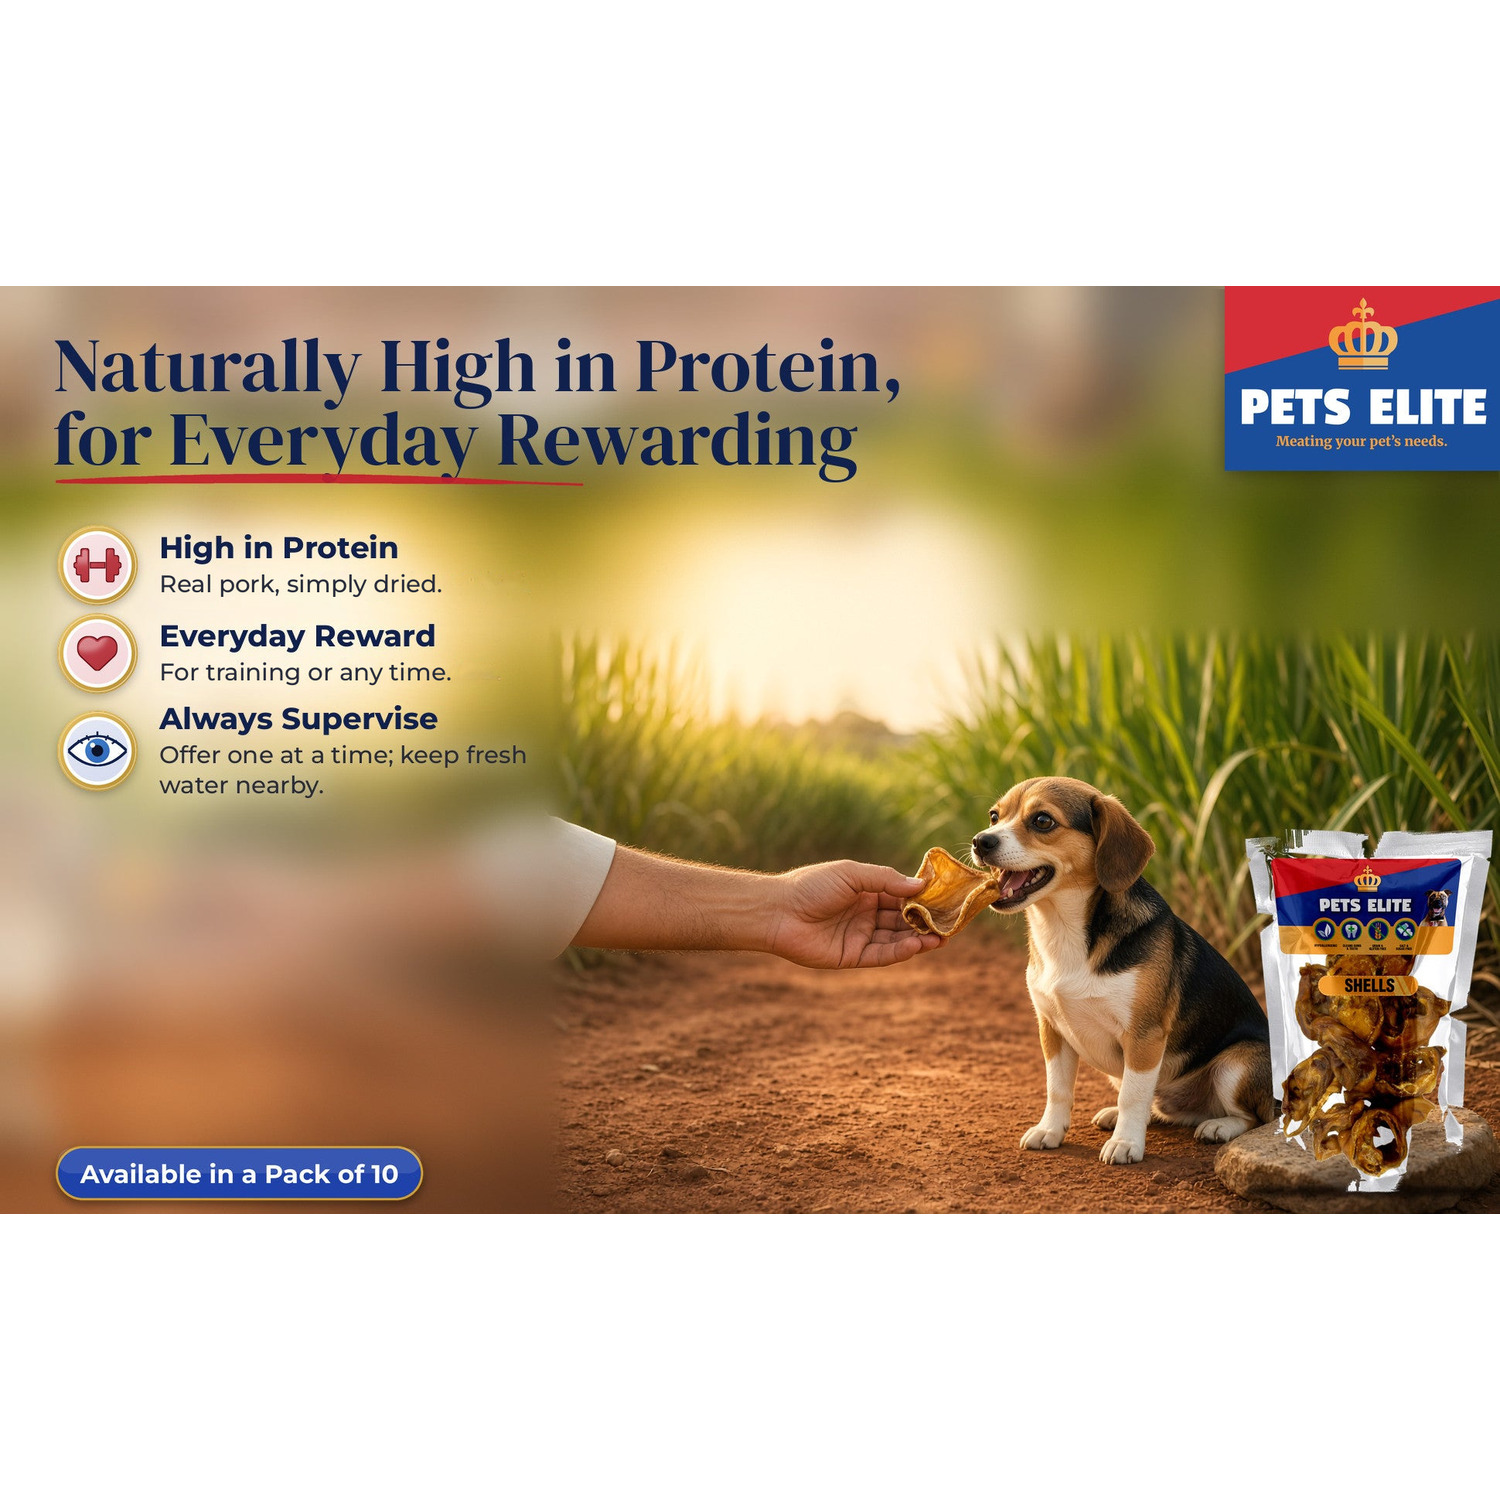 Naturally High in Protein,
for Everyday Rewarding
PETS ELITE
Meating your pet's needs.
High in Protein
Real pork, simply dried.
Everyday Reward
For training or any time.
Always Supervise
Offer one at a time; keep fresh
water nearby.
PETS ELITE
SHELLS
Available in a Pack of 10